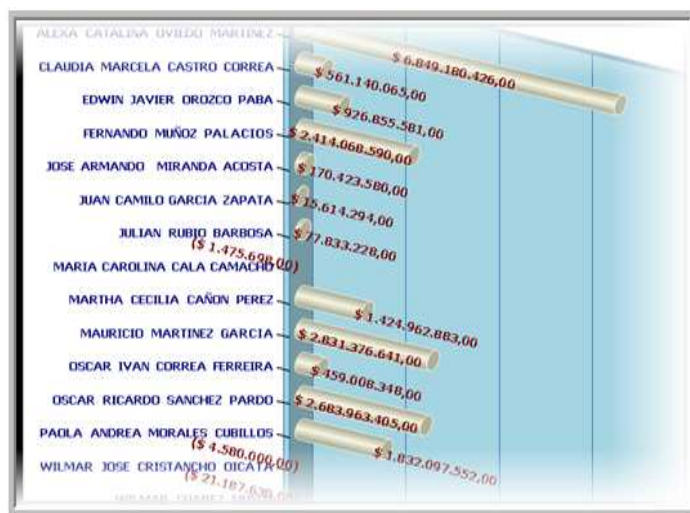 ALEXA CATALINA OVIEDO MARTINEZ
$ 6.849.180.426,00
CLAUDIA MARCELA CASTRO CORREA
$ 561.140.065,00
EDWIN JAVIER OROZCO PABA
$ 926.855.581,00
FERNANDO MUÑOZ PALACIOS
$ 2.414.068.590,00
JOSE ARMANDO MIRANDA ACOSTA
$ 170.423.580,00
JUAN CAMILO GARCIA ZAPATA
$ 15.614.294,00
JULIAN RUBIO BARBOSA
$ 77.833.228,00
($ 1.475.698,00)
MARIA CAROLINA CALA CAMACHO
MARTHA CECILIA CAÑON PEREZ
$ 1.424.962.883,00
MAURICIO MARTINEZ GARCIA
$ 2.831.376.641,00
OSCAR IVAN CORREA FERREIRA
$ 459.008.348,00
OSCAR RICARDO SANCHEZ PARDO
$ 2.683.963.405,00
PAOLA ANDREA MORALES CUBILLOS
$ 1.832.097.552,00
($ 4.580.000,00)
WILMAR JOSE CRISTANCHO OICATA
($ 21.187.630,00)
WILMAR